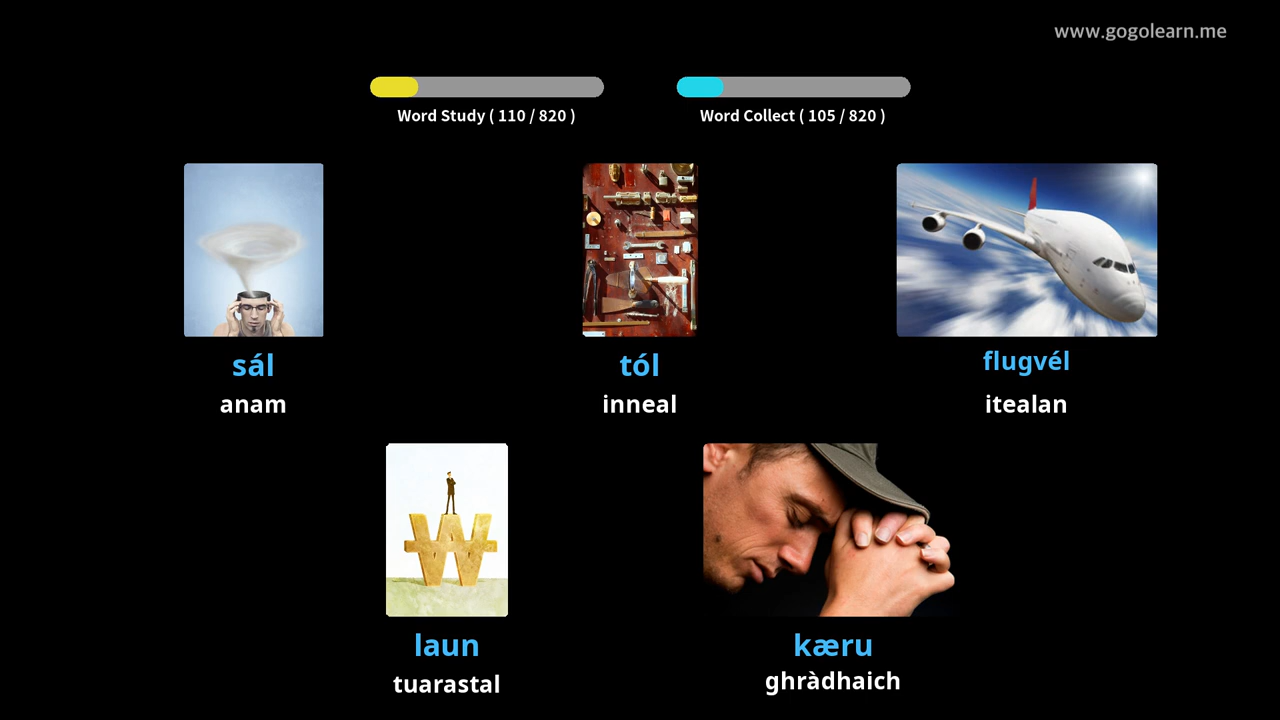 www.gogolearn.me
Word Study ( 110 / 820 )
Word Collect ( 105 / 820 )
sál
anam
tól
inneal
flugvél
itealan
laun
tuarastal
kæru
ghràdhaich